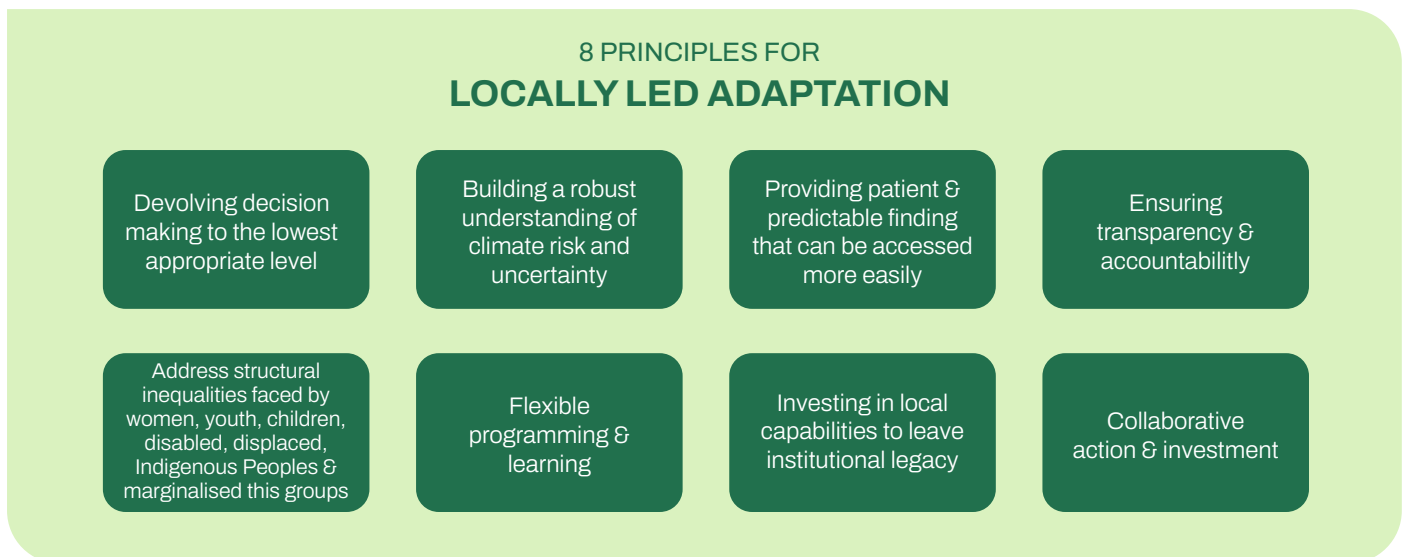 8 PRINCIPLES FOR
LOCALLY LED ADAPTATION
Devolving decision
making to the lowest
appropriate level
Building a robust
understanding of
climate risk and
uncertainty
Providing patient &
predictable finding
that can be accessed
more easily
Ensuring
transparency &
accountabilitly
Address structural
inequalities faced by
women, youth, children,
disabled, displaced,
Indigenous Peoples &
marginalised this groups
Flexible
programming &
learning
Investing in local
capabilities to leave
institutional legacy
Collaborative
action & investment